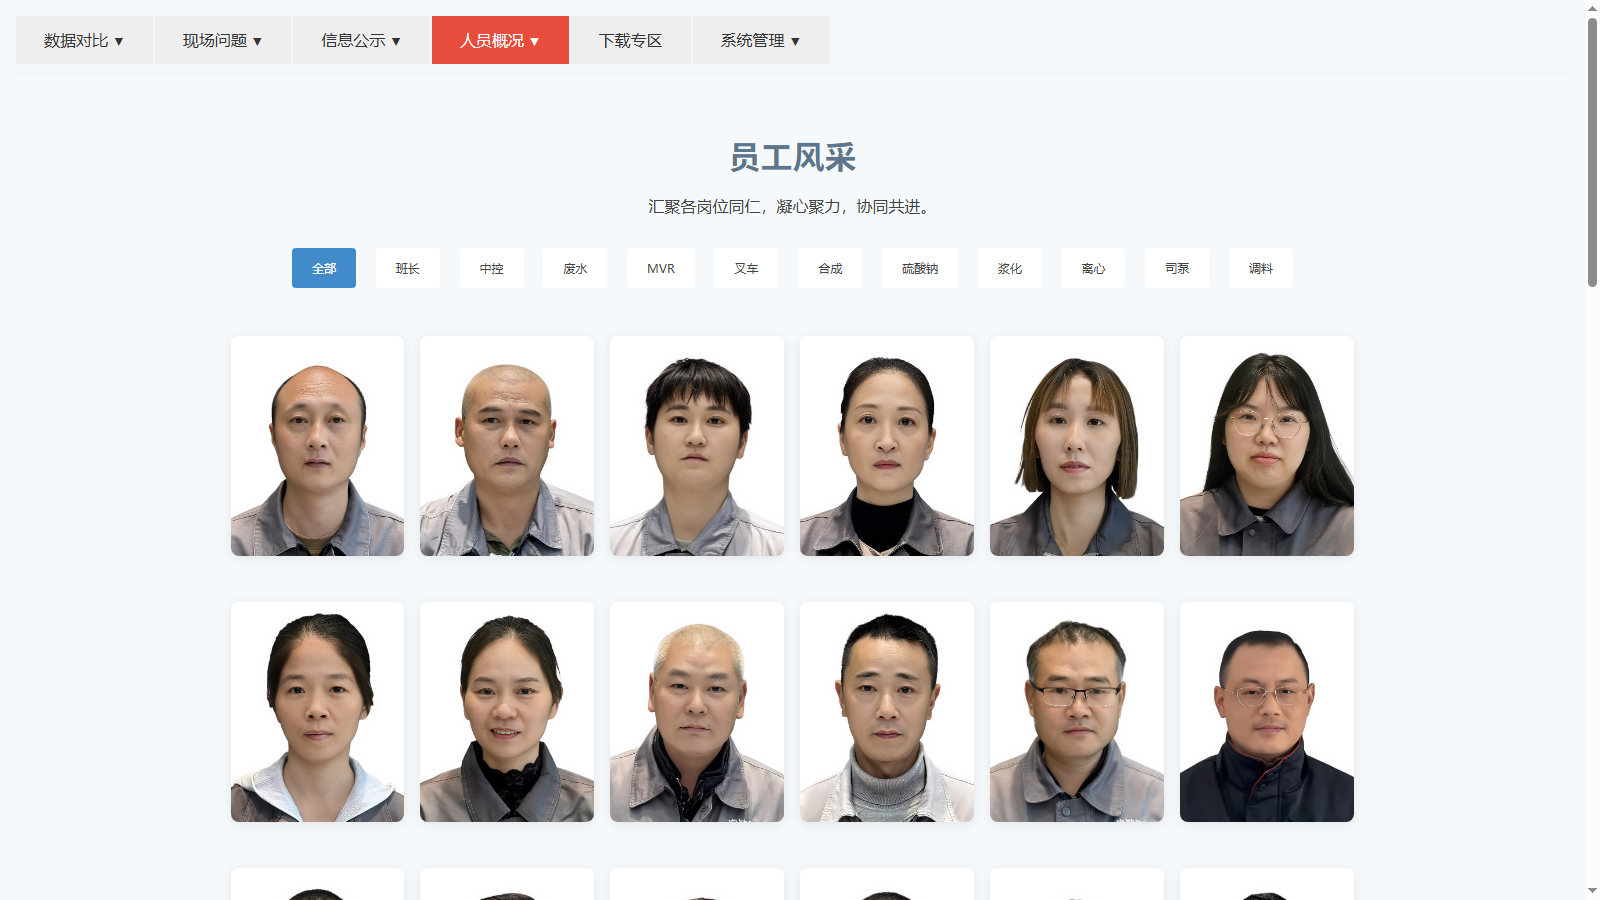 数据对比 ▼ 现场问题 ▼ 信息公示 ▼ 人员概况 ▼ 下载专区 系统管理 ▼
员工风采
汇聚各岗位同仁，凝心聚力，协同共进。
全部 班长 中控 废水 MVR 叉车 合成 硫酸钠 浆化 离心 司泵 调料